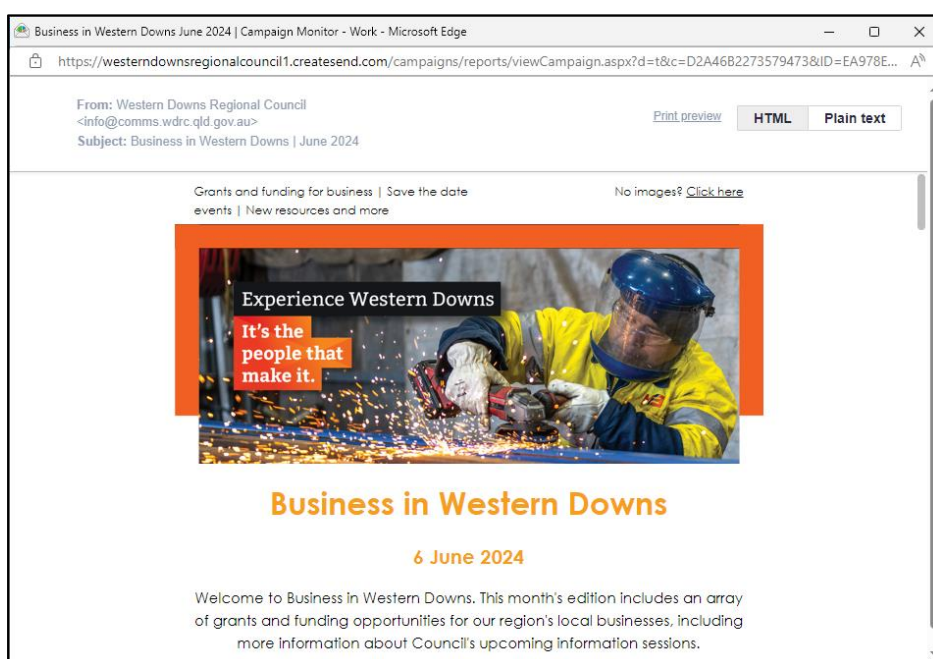 Business in Western Downs June 2024 | Campaign Monitor - Work - Microsoft Edge
https://westerndownsregionalcouncil1.createsend.com/campaigns/reports/viewCampaign.aspx?d=t&c=D2A46B2273579473&ID=EA978E...
From: Western Downs Regional Council
<info@comms.wdrc.qld.gov.au>
Subject: Business in Western Downs | June 2024
Print preview
HTML
Plain text
Grants and funding for business | Save the date
events | New resources and more
No images? Click here
Experience Western Downs
It's the
people that
make it.
Business in Western Downs
6 June 2024
Welcome to Business in Western Downs. This month's edition includes an array
of grants and funding opportunities for our region's local businesses, including
more information about Council's upcoming information sessions.